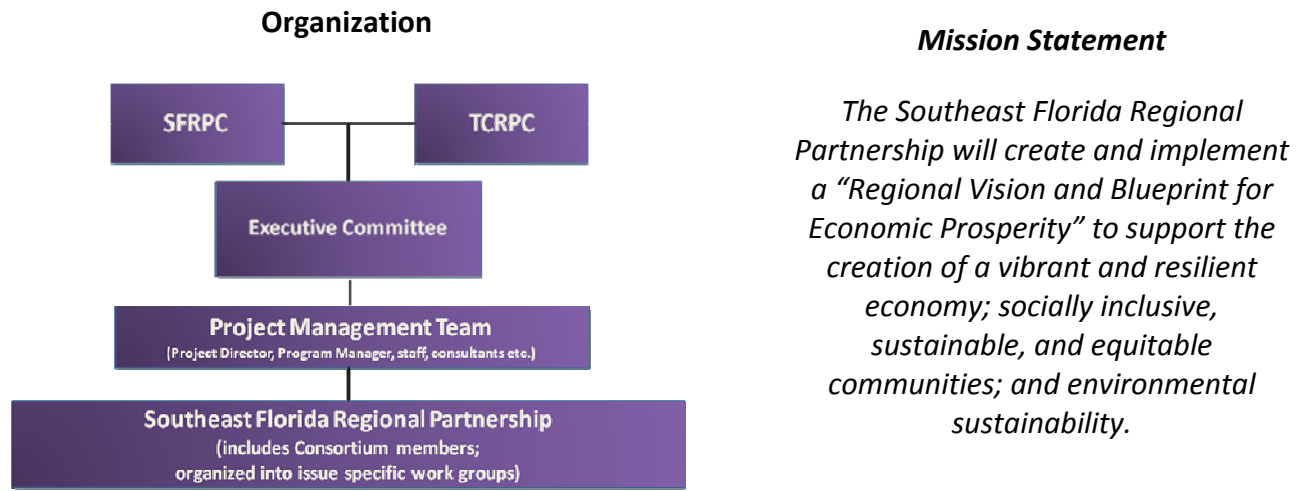 Organization
SFRPC
TCRPC
Executive Committee
Project Management Team
(Project Director, Program Manager, staff, consultants etc.)
Southeast Florida Regional Partnership
(includes Consortium members;
organized into issue specific work groups)
Mission Statement
The Southeast Florida Regional
Partnership will create and implement
a “Regional Vision and Blueprint for
Economic Prosperity” to support the
creation of a vibrant and resilient
economy; socially inclusive,
sustainable, and equitable
communities; and environmental
sustainability.